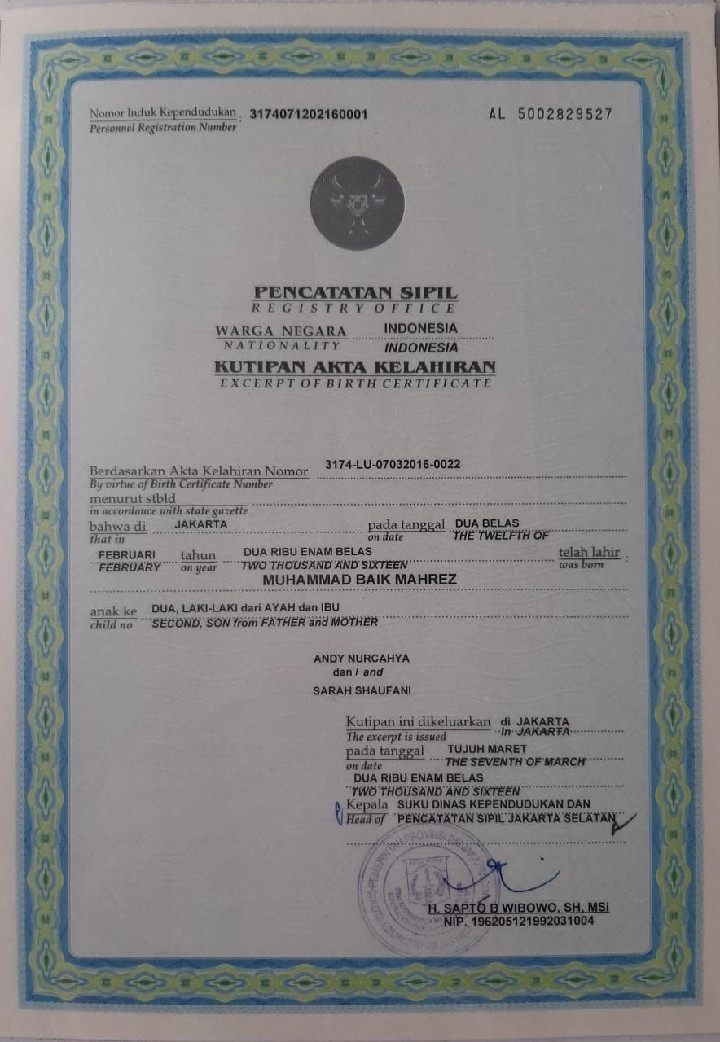 Nomor Induk Kependudukan : 3174071202160001 AL 5002829527
Personnel Registration Number
PENCATATAN SIPIL
REGISTRY OFFICE
WARGA NEGARA INDONESIA
NATIONALITY INDONESIA
KUTIPAN AKTA KELAHIRAN
EXCERPT OF BIRTH CERTIFICATE
Berdasarkan Akta Kelahiran Nomor 3174-LU-07032016-0022
By virtue of Birth Certificate Number
menurut stbld
in accordance with state gazette
bahwa di JAKARTA pada tanggal DUA BELAS
that in on date THE TWELFTH OF
FEBRUARI tahun DUA RIBU ENAM BELAS telah lahir :
FEBRUARY on year TWO THOUSAND AND SIXTEEN was born
MUHAMMAD BAIK MAHREZ
anak ke DUA, LAKI-LAKI dari AYAH dan IBU
child no SECOND, SON from FATHER and MOTHER
ANDY NURCAHYA
dan / and
SARAH SHAUFANI
Kutipan ini dikeluarkan di JAKARTA
The excerpt is issued in JAKARTA
pada tanggal TUJUH MARET
on date THE SEVENTH OF MARCH
DUA RIBU ENAM BELAS
TWO THOUSAND AND SIXTEEN
Kepala SUKU DINAS KEPENDUDUKAN DAN
Head of PENCATATAN SIPIL JAKARTA SELATAN
H. SAPTO B WIBOWO, SH, MSI
NIP. 196205121992031004